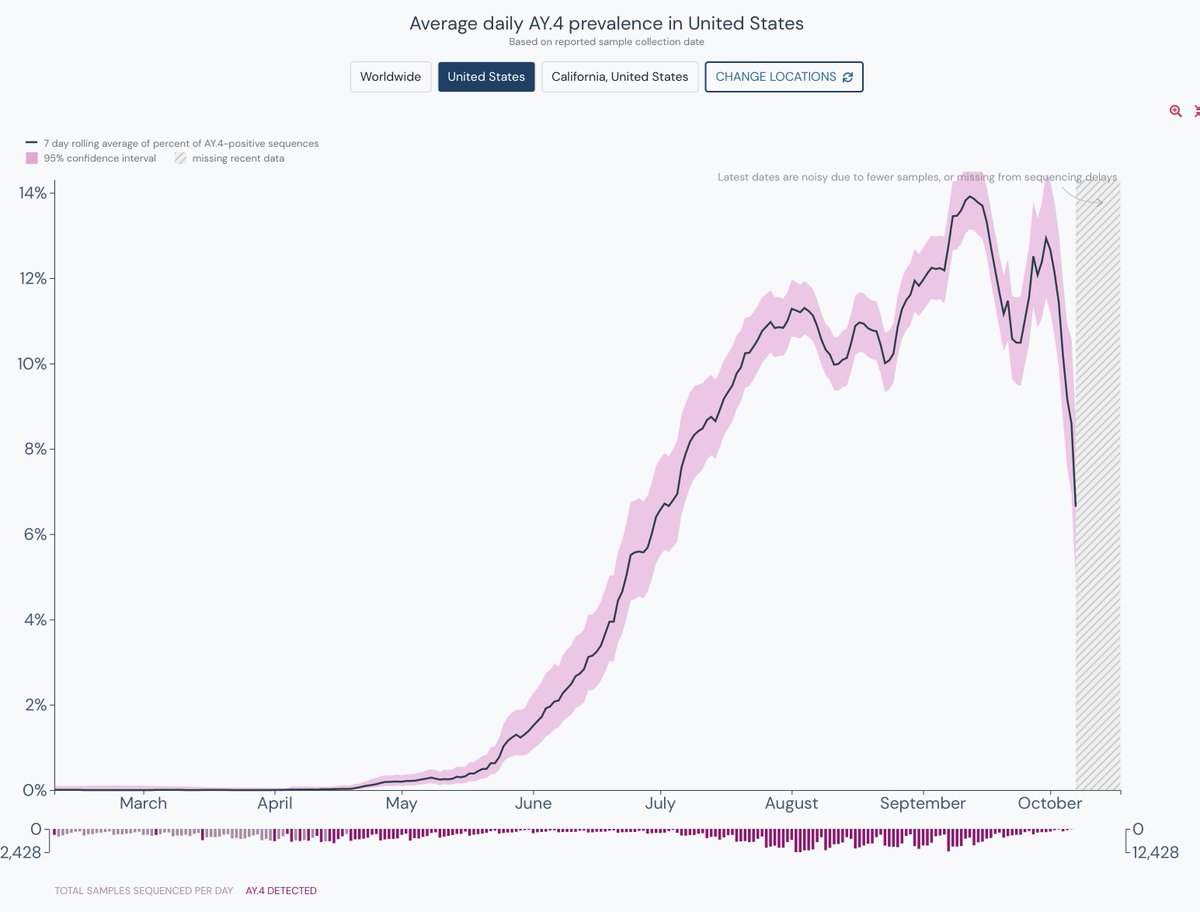 Average daily AY.4 prevalence in United States
Based on reported sample collection date
Worldwide
United States
California, United States
CHANGE LOCATIONS
7 day rolling average of percent of AY.4-positive sequences
95% confidence interval
missing recent data
Latest dates are noisy due to fewer samples, or missing from sequencing delays
14%
12%
10%
8%
6%
4%
2%
0%
March April May June July August September October
0
2,428
0
12,428
TOTAL SAMPLES SEQUENCED PER DAY AY.4 DETECTED